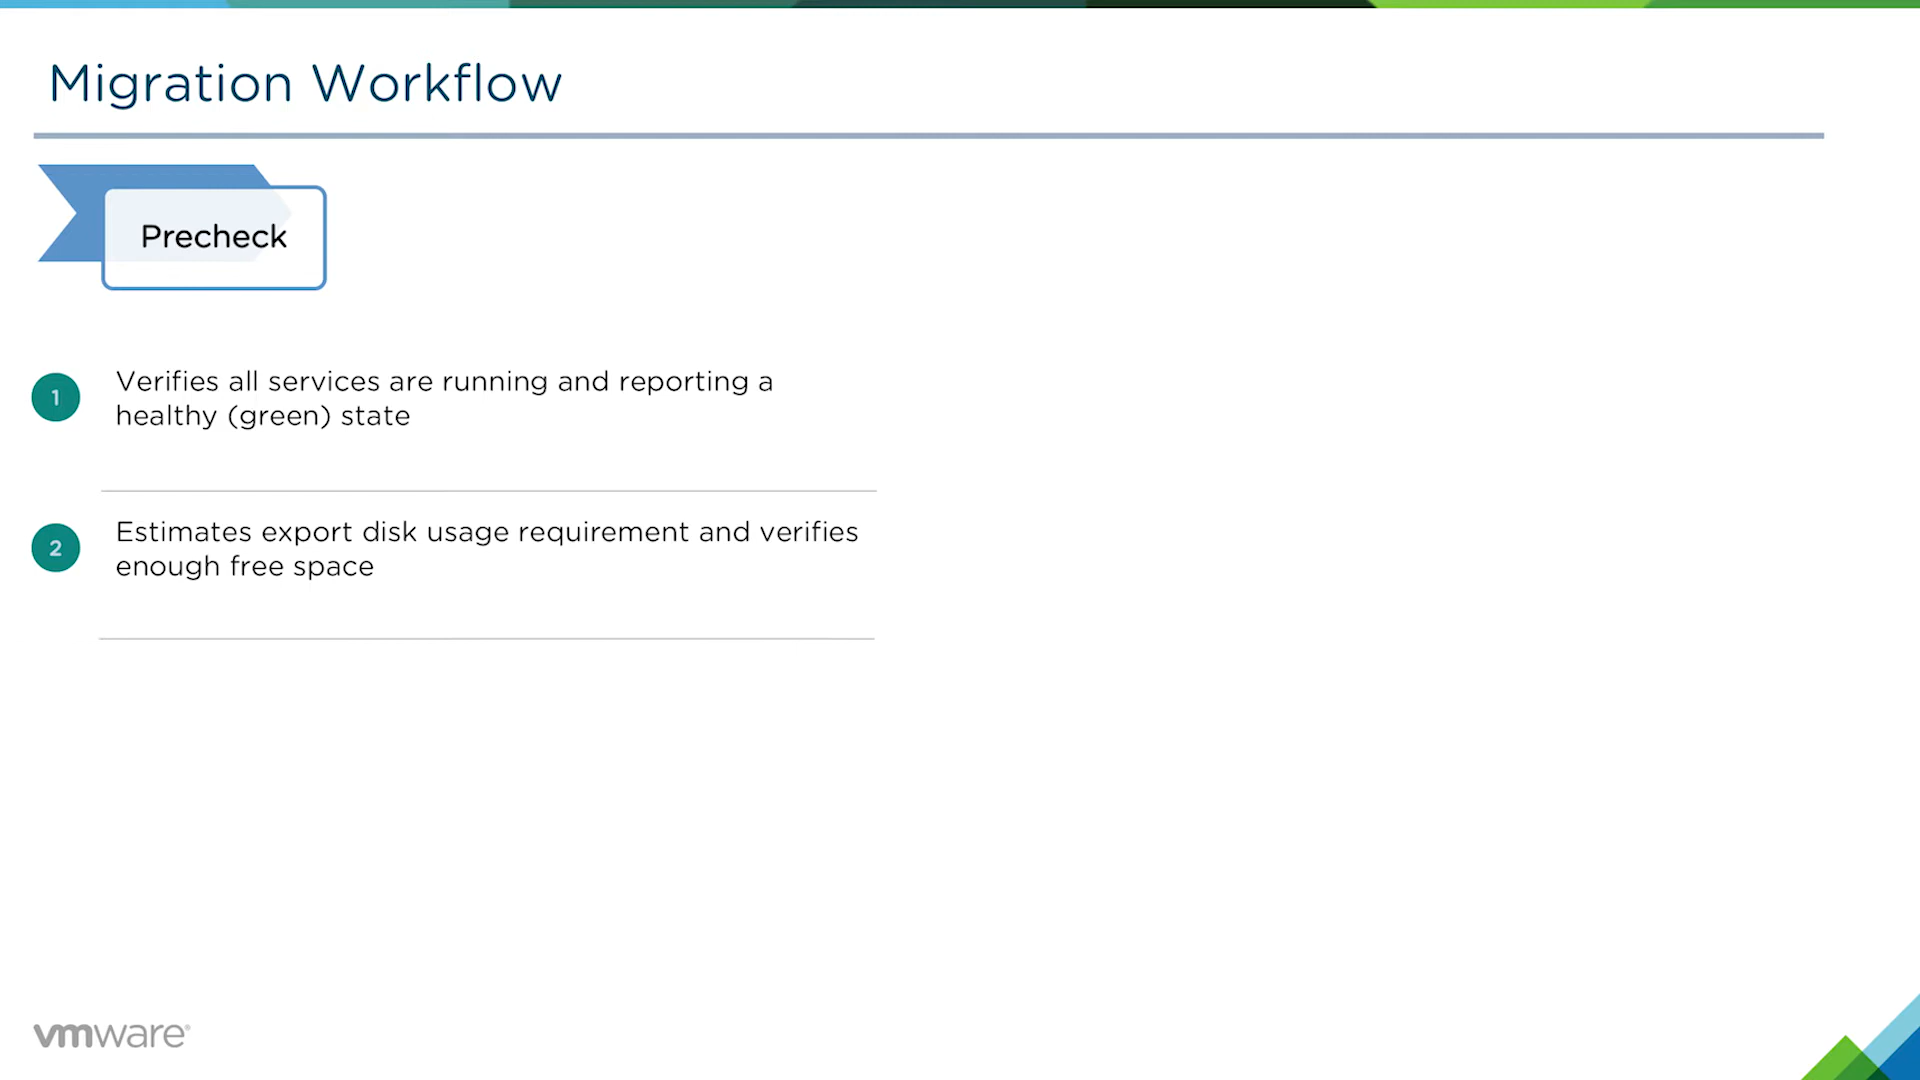 Migration Workflow
Precheck
1
Verifies all services are running and reporting a
healthy (green) state
2
Estimates export disk usage requirement and verifies
enough free space
vmware®